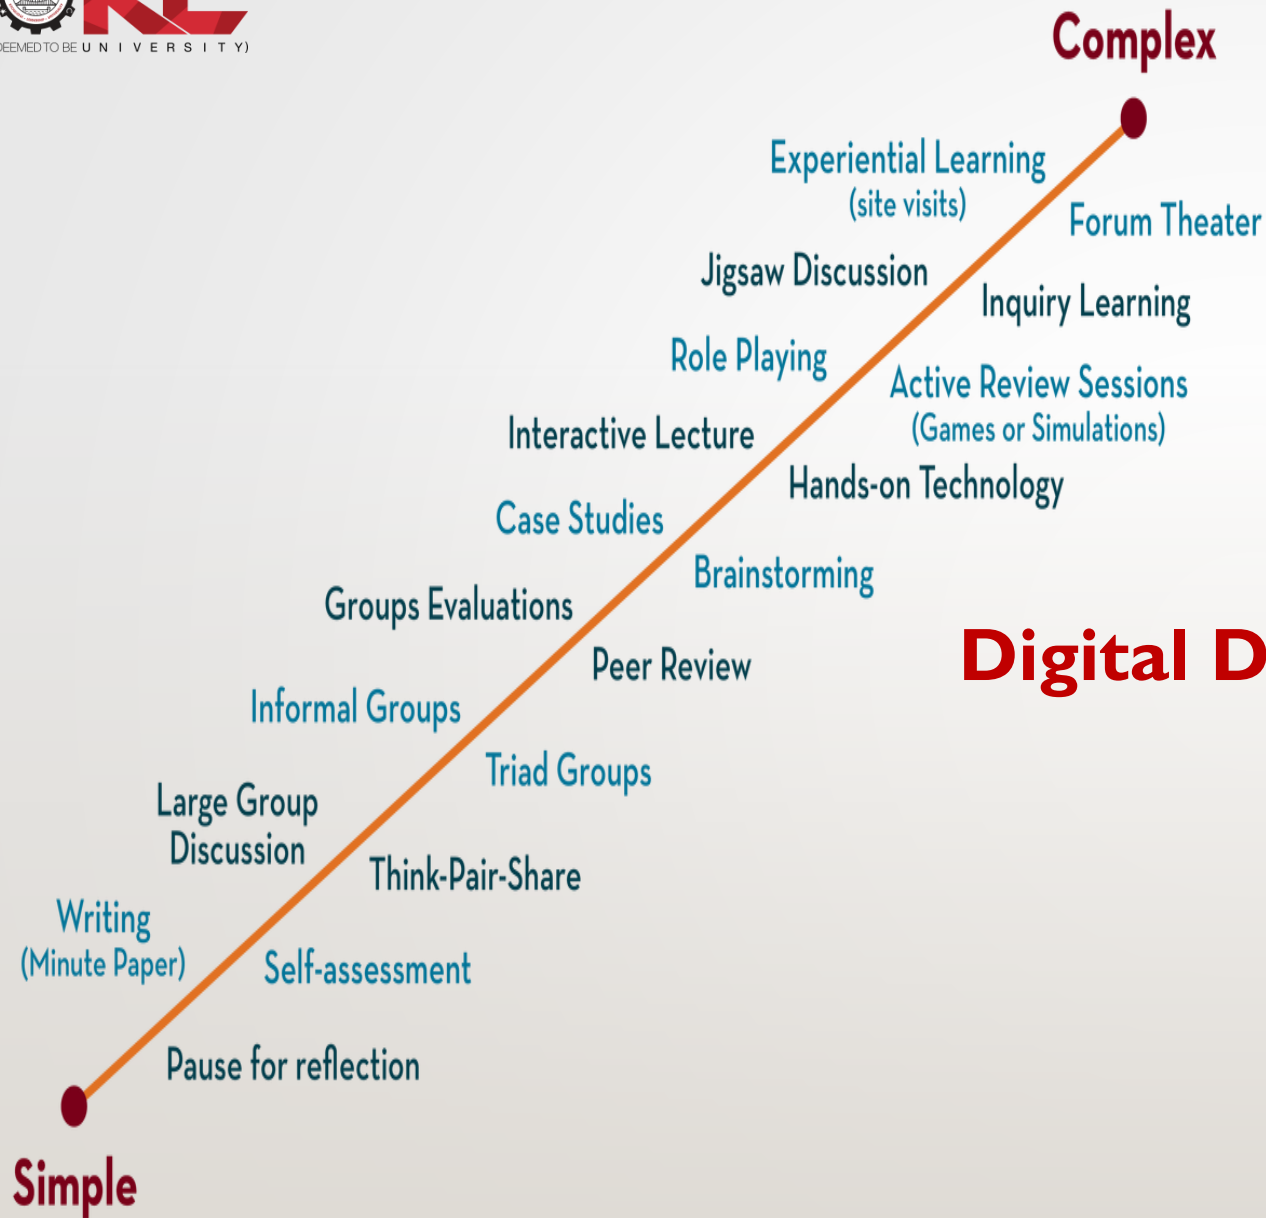 DEEMED TO BE UNIVERSITY)
Complex
Experiential Learning
(site visits)
Forum Theater
Jigsaw Discussion
Inquiry Learning
Role Playing
Active Review Sessions
(Games or Simulations)
Interactive Lecture
Hands-on Technology
Case Studies
Brainstorming
Groups Evaluations
Digital D
Peer Review
Informal Groups
Triad Groups
Large Group
Discussion
Think-Pair-Share
Writing
(Minute Paper)
Self-assessment
Pause for reflection
Simple